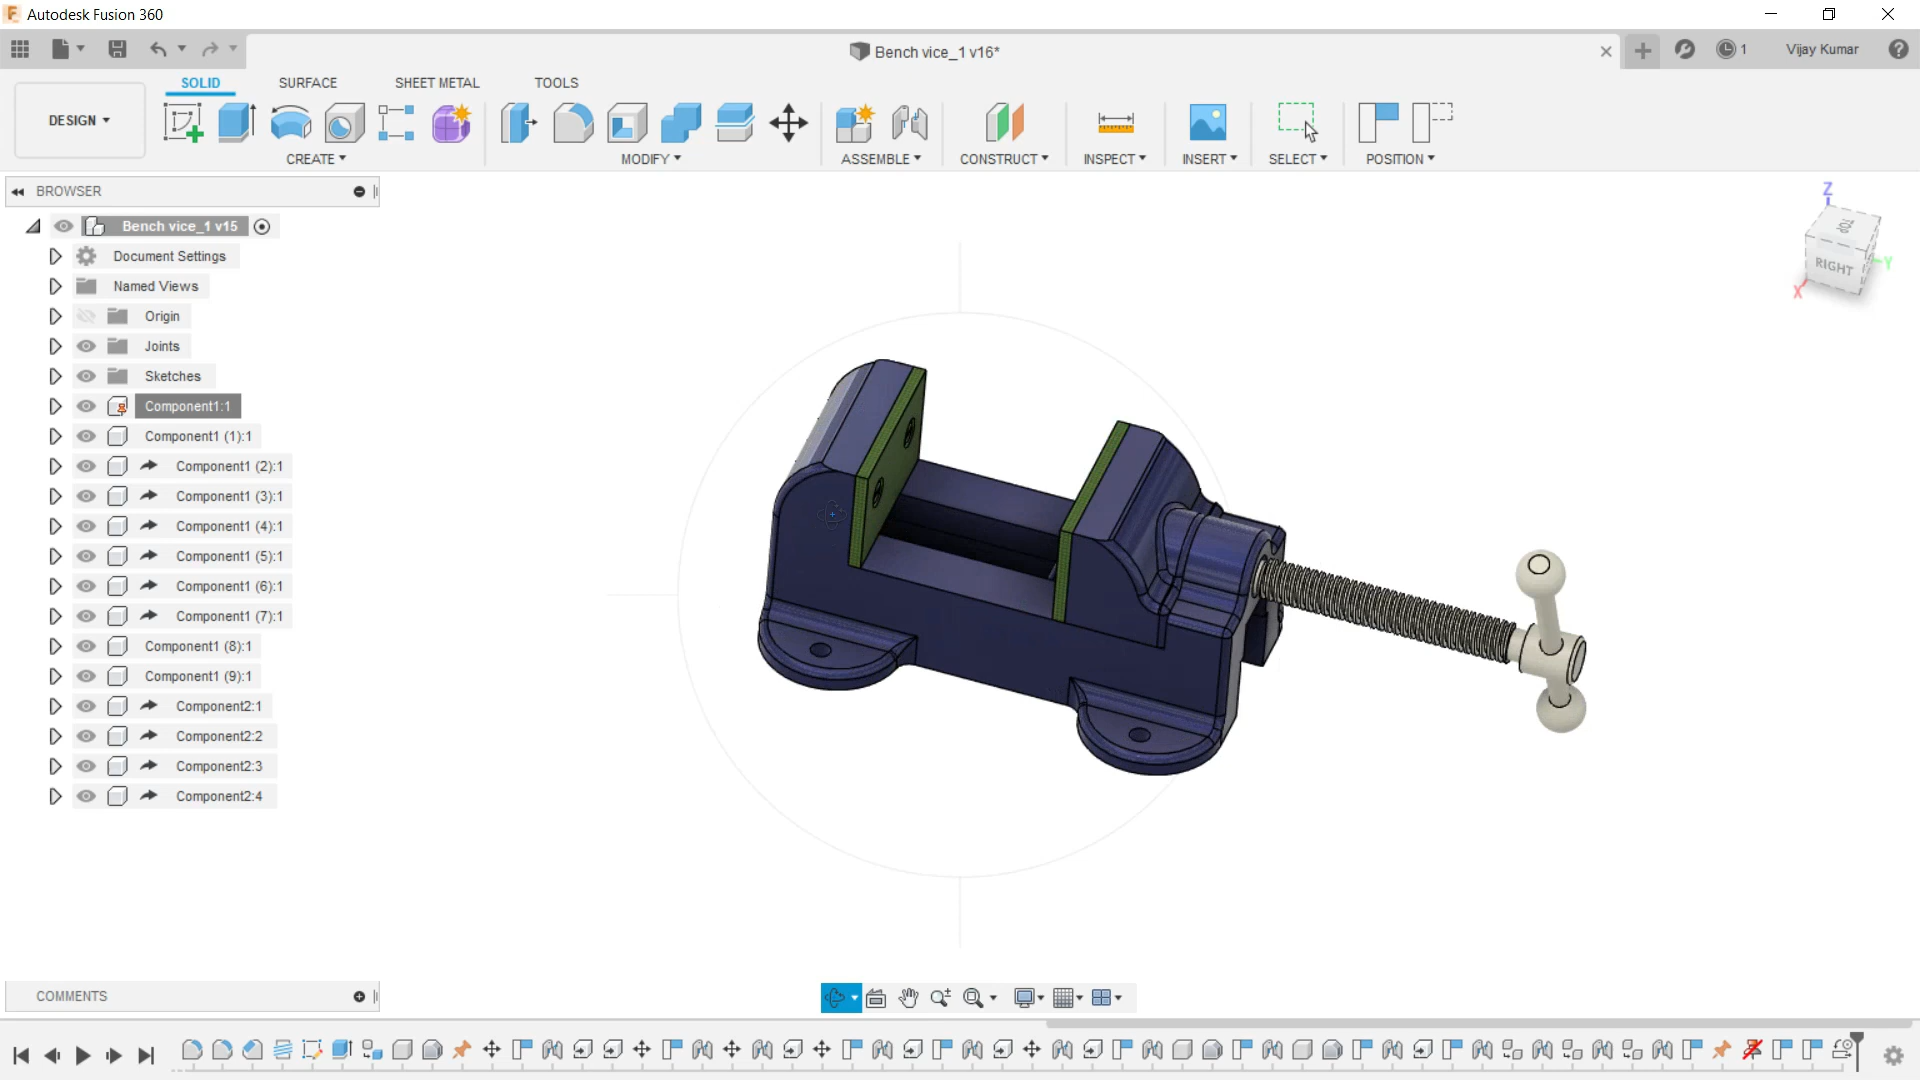 Autodesk Fusion 360
Bench vice_1 v16*
1
Vijay Kumar
DESIGN
SOLID
SURFACE
SHEET METAL
TOOLS
CREATE
MODIFY
ASSEMBLE
CONSTRUCT
INSPECT
INSERT
SELECT
POSITION
BROWSER
Bench vice_1 v15
Document Settings
Named Views
Origin
Joints
Sketches
Component1:1
Component1 (1):1
Component1 (2):1
Component1 (3):1
Component1 (4):1
Component1 (5):1
Component1 (6):1
Component1 (7):1
Component1 (8):1
Component1 (9):1
Component2:1
Component2:2
Component2:3
Component2:4
Z
TOP
RIGHT
Y
X
COMMENTS